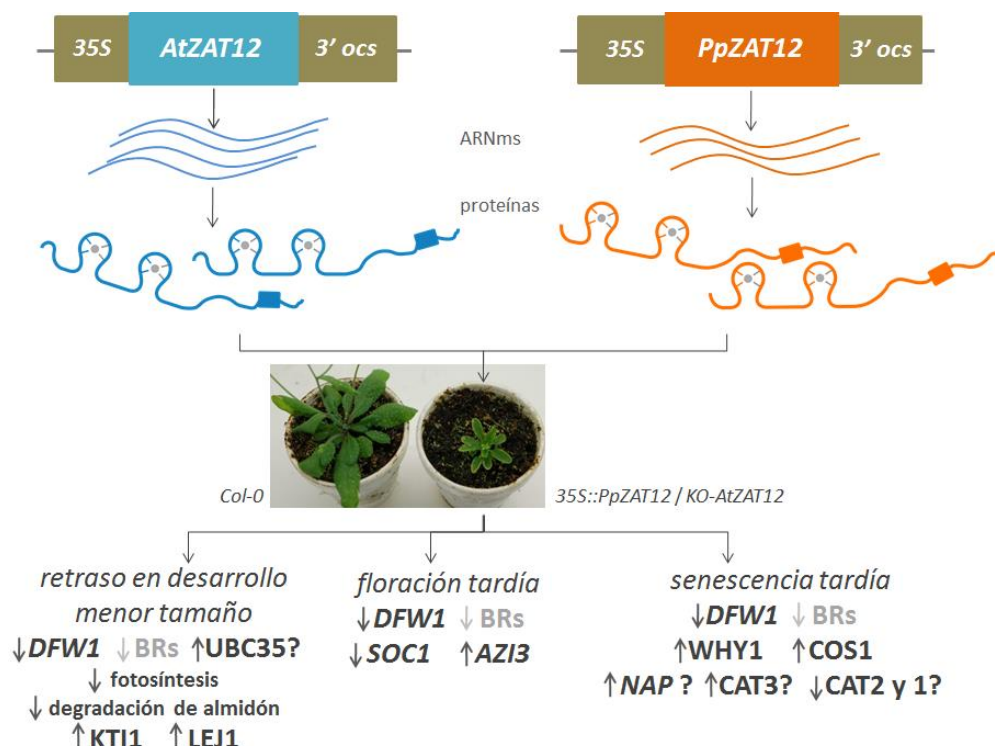 35S AtZAT12 3' ocs
35S PpZAT12 3' ocs
ARNms
proteínas
Col-0
35S::PpZAT12 / KO-AtZAT12
retraso en desarrollo
menor tamaño
↓DFW1 ↓BRs ↑UBC35?
↓ fotosíntesis
↓ degradación de almidón
↑KTI1 ↑LEJ1
floración tardía
↓DFW1 ↓BRs
↓SOC1 ↑AZI3
senescencia tardía
↓DFW1 ↓BRs
↑WHY1 ↑COS1
↑NAP ? ↑CAT3? ↓CAT2 y 1?